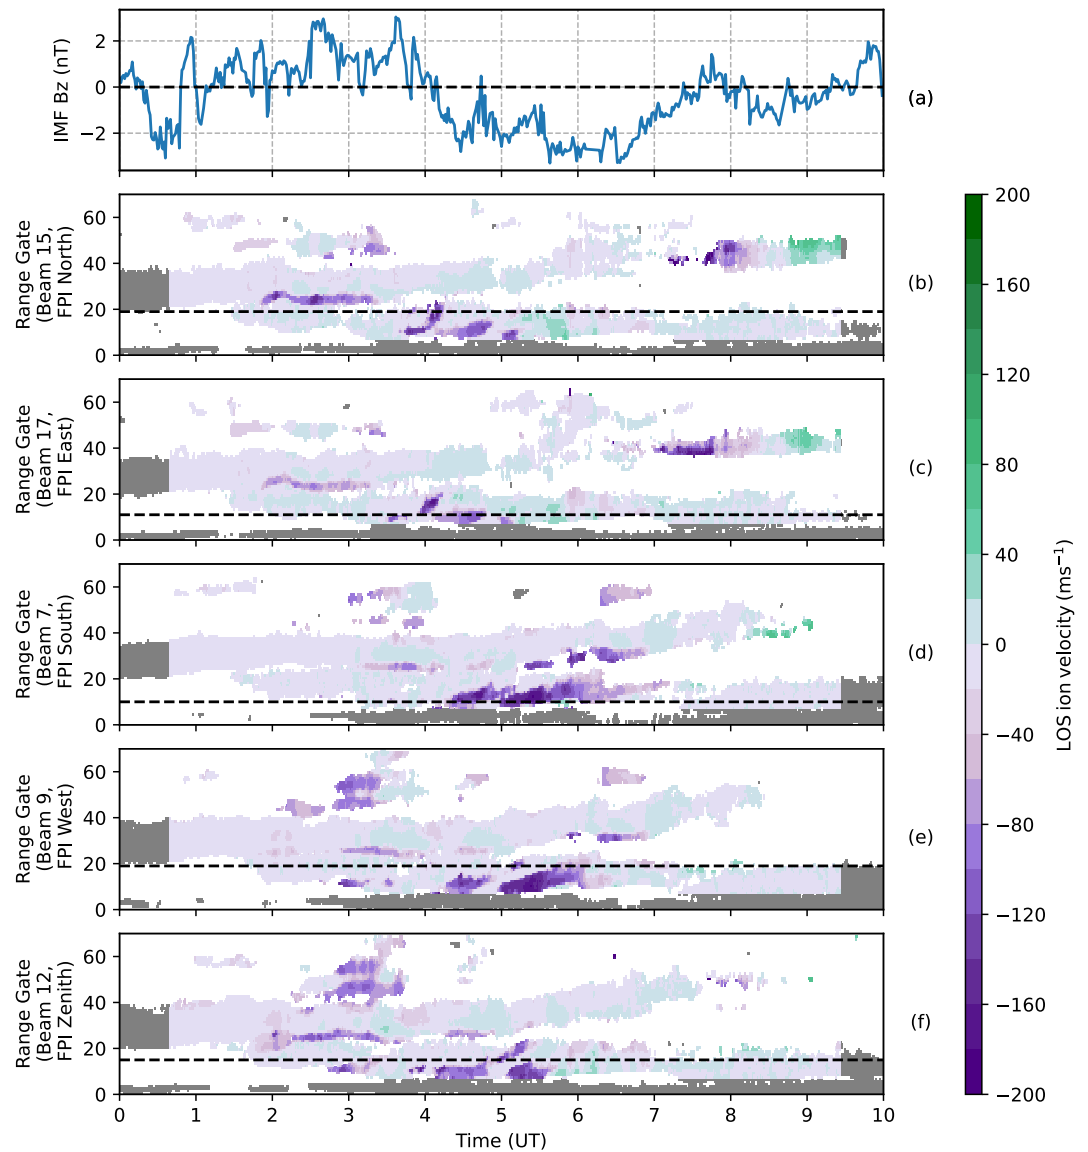 IMF Bz (nT)
2
0
−2
(a)
Range Gate
(Beam 15,
FPI North)
60
40
20
0
(b)
Range Gate
(Beam 17,
FPI East)
60
40
20
0
(c)
Range Gate
(Beam 7,
FPI South)
60
40
20
0
(d)
Range Gate
(Beam 9,
FPI West)
60
40
20
0
(e)
Range Gate
(Beam 12,
FPI Zenith)
60
40
20
0
(f)
0 1 2 3 4 5 6 7 8 9 10
Time (UT)
200
160
120
80
40
0
−40
−80
−120
−160
−200
LOS ion velocity (ms⁻¹)